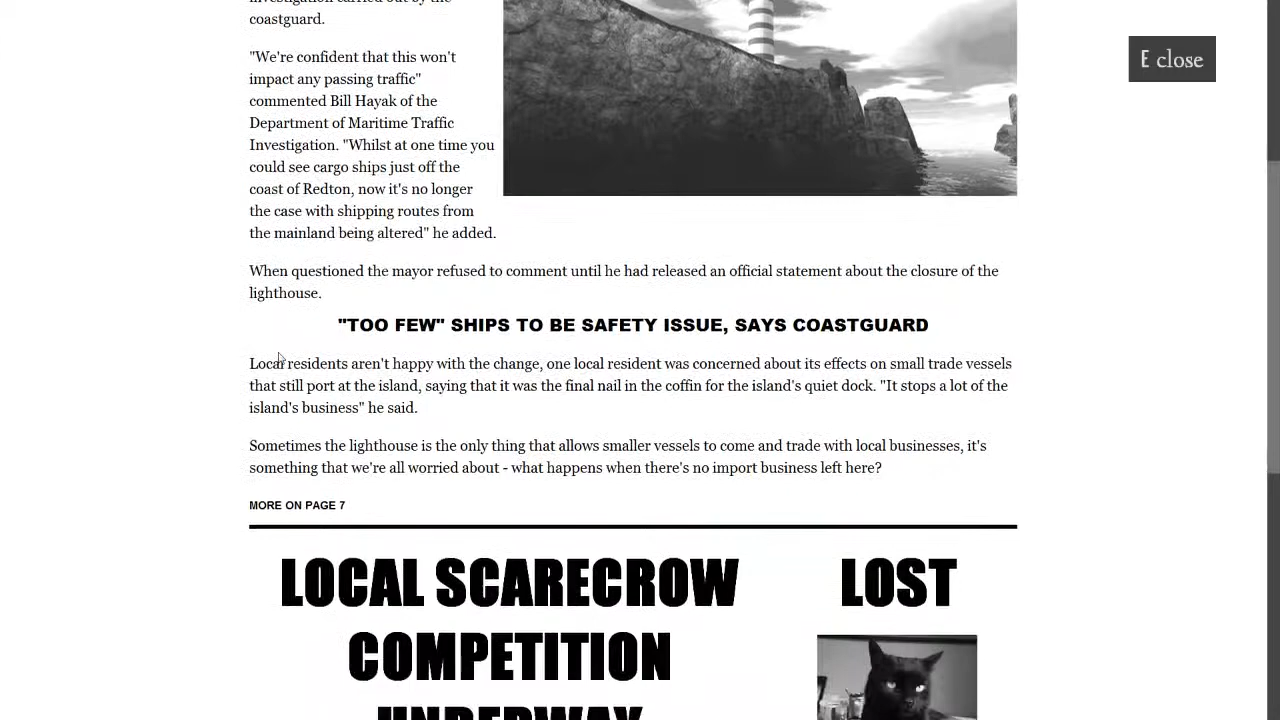 coastguard.
"We're confident that this won't
impact any passing traffic"
commented Bill Hayak of the
Department of Maritime Traffic
Investigation. "Whilst at one time you
could see cargo ships just off the
coast of Redton, now it's no longer
the case with shipping routes from
the mainland being altered" he added.
E close
When questioned the mayor refused to comment until he had released an official statement about the closure of the
lighthouse.
"TOO FEW" SHIPS TO BE SAFETY ISSUE, SAYS COASTGUARD
Local residents aren't happy with the change, one local resident was concerned about its effects on small trade vessels
that still port at the island, saying that it was the final nail in the coffin for the island's quiet dock. "It stops a lot of the
island's business" he said.
Sometimes the lighthouse is the only thing that allows smaller vessels to come and trade with local businesses, it's
something that we're all worried about - what happens when there's no import business left here?
MORE ON PAGE 7
LOCAL SCARECROW
COMPETITION
UNDERWAY
LOST